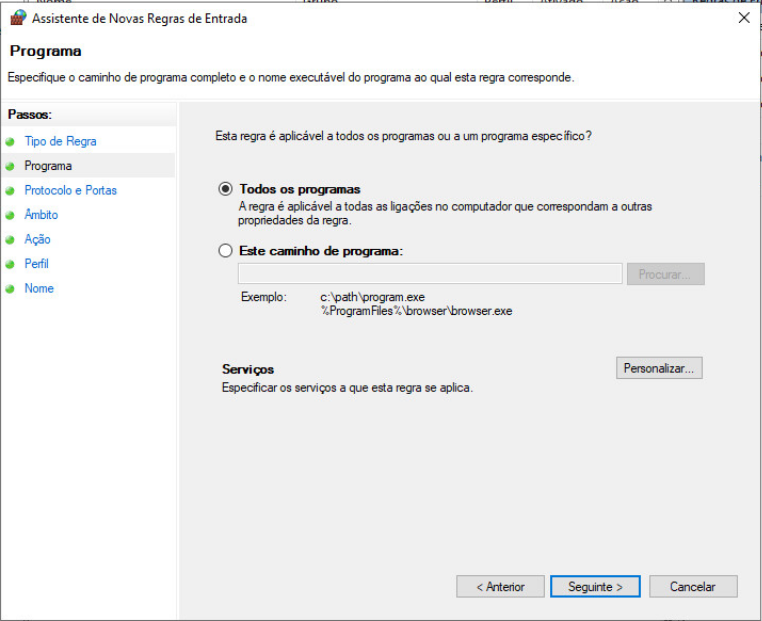 Assistente de Novas Regras de Entrada
Programa
Especifique o caminho de programa completo e o nome executável do programa ao qual esta regra corresponde.
Passos:
Tipo de Regra
Programa
Protocolo e Portas
Âmbito
Ação
Perfil
Nome
Esta regra é aplicável a todos os programas ou a um programa específico?
Todos os programas
A regra é aplicável a todas as ligações no computador que correspondam a outras
propriedades da regra.
Este caminho de programa:
Procurar...
Exemplo: c:\path\program.exe
%ProgramFiles%\browser\browser.exe
Serviços
Personalizar...
Especificar os serviços a que esta regra se aplica.
< Anterior
Seguinte >
Cancelar